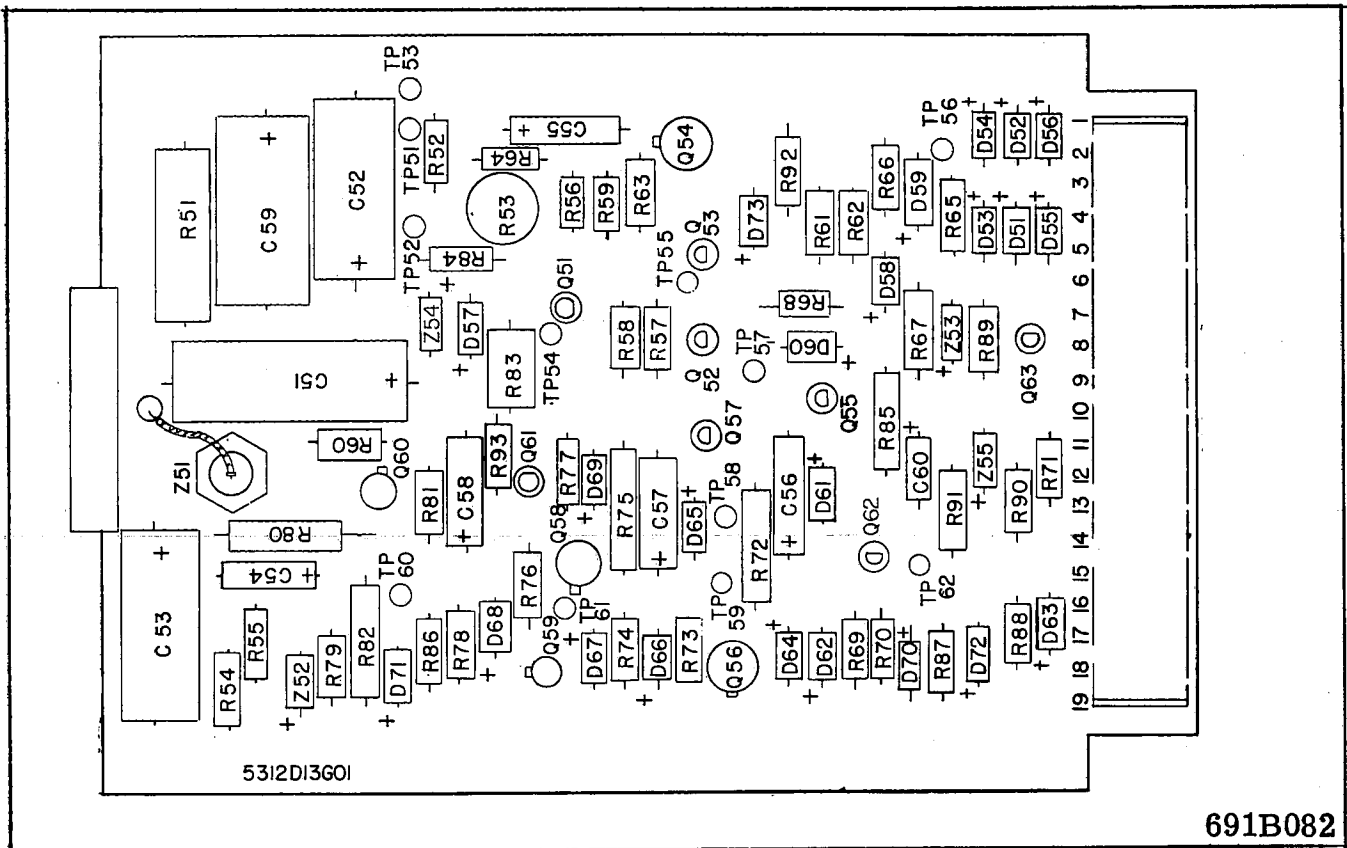 TP
53
R51
C59
+
C52
+
TP51
R52
TP52
R84
+
C55
R64
R53
R56
R59
R63
Q54
Q
53
TP55
D73
+
R92
R61
R62
R66
D59
+
D58
+
TP
56
R65
D54
+
D52
+
D56
+
D53
+
D51
+
D55
1
2
3
4
5
6
7
8
9
10
11
12
13
14
15
16
17
18
19
Z54
D57
+
Q51
R83
TP54
R58
R57
Q
52
TP
57
R68
D60
+
R67
Z53
+
R89
Q63
C51
+
Q55
R85
Z51
R60
Q60
R81
C58
+
R93
Q61
R77
D69
+
Q58
R75
C57
+
D65
+
Q57
TP
58
R72
C56
+
D61
+
Q62
C60
+
R91
Z55
+
R90
R71
C53
+
R80
C54
+
TP
60
R76
Q59
TP
61
TP
59
TP
62
R54
R55
Z52
+
R79
R82
D71
+
R86
R78
D68
+
D67
+
R74
D66
+
R73
Q56
D64
+
D62
+
R69
R70
D70
+
R87
D72
+
R88
D63
+
5312D13G01
691B082